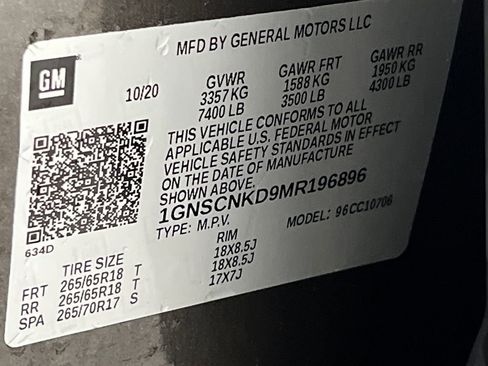 MFD BY GENERAL MOTORS LLC
GM
10/20
GVWR GAWR FRT GAWR RR
3357 KG 1588 KG 1950 KG
7400 LB 3500 LB 4300 LB
THIS VEHICLE CONFORMS TO ALL
APPLICABLE U.S. FEDERAL MOTOR
VEHICLE SAFETY STANDARDS IN EFFECT
ON THE DATE OF MANUFACTURE
SHOWN ABOVE.
1GNSCNKD9MR196896
TYPE: M.P.V. MODEL: 96CC10706
634D
TIRE SIZE RIM
FRT 265/65R18 T 18X8.5J
RR 265/65R18 T 18X8.5J
SPA 265/70R17 S 17X7J